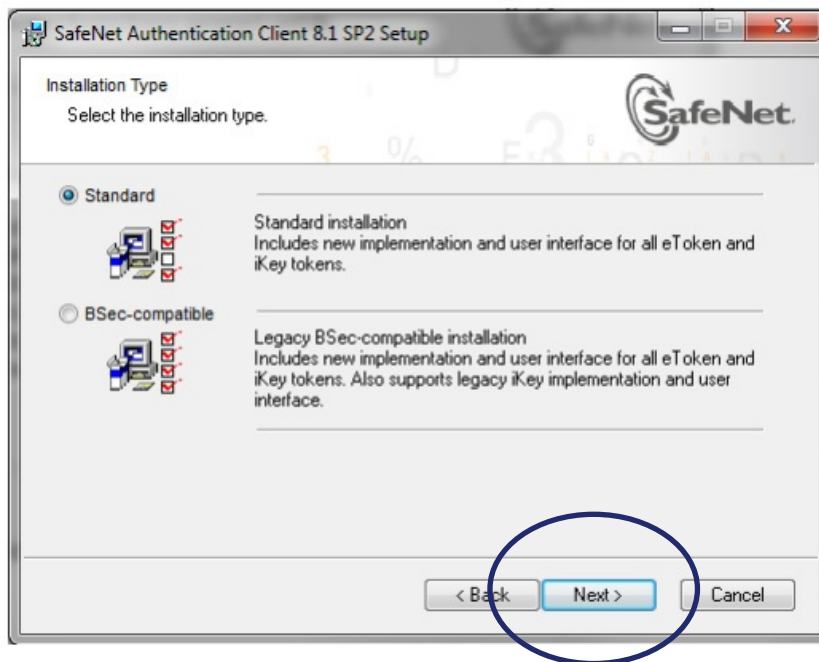 SafeNet Authentication Client 8.1 SP2 Setup
Installation Type
Select the installation type.
SafeNet.
Standard
Standard installation
Includes new implementation and user interface for all eToken and
iKey tokens.
BSec-compatible
Legacy BSec-compatible installation
Includes new implementation and user interface for all eToken and
iKey tokens. Also supports legacy iKey implementation and user
interface.
< Back
Next >
Cancel